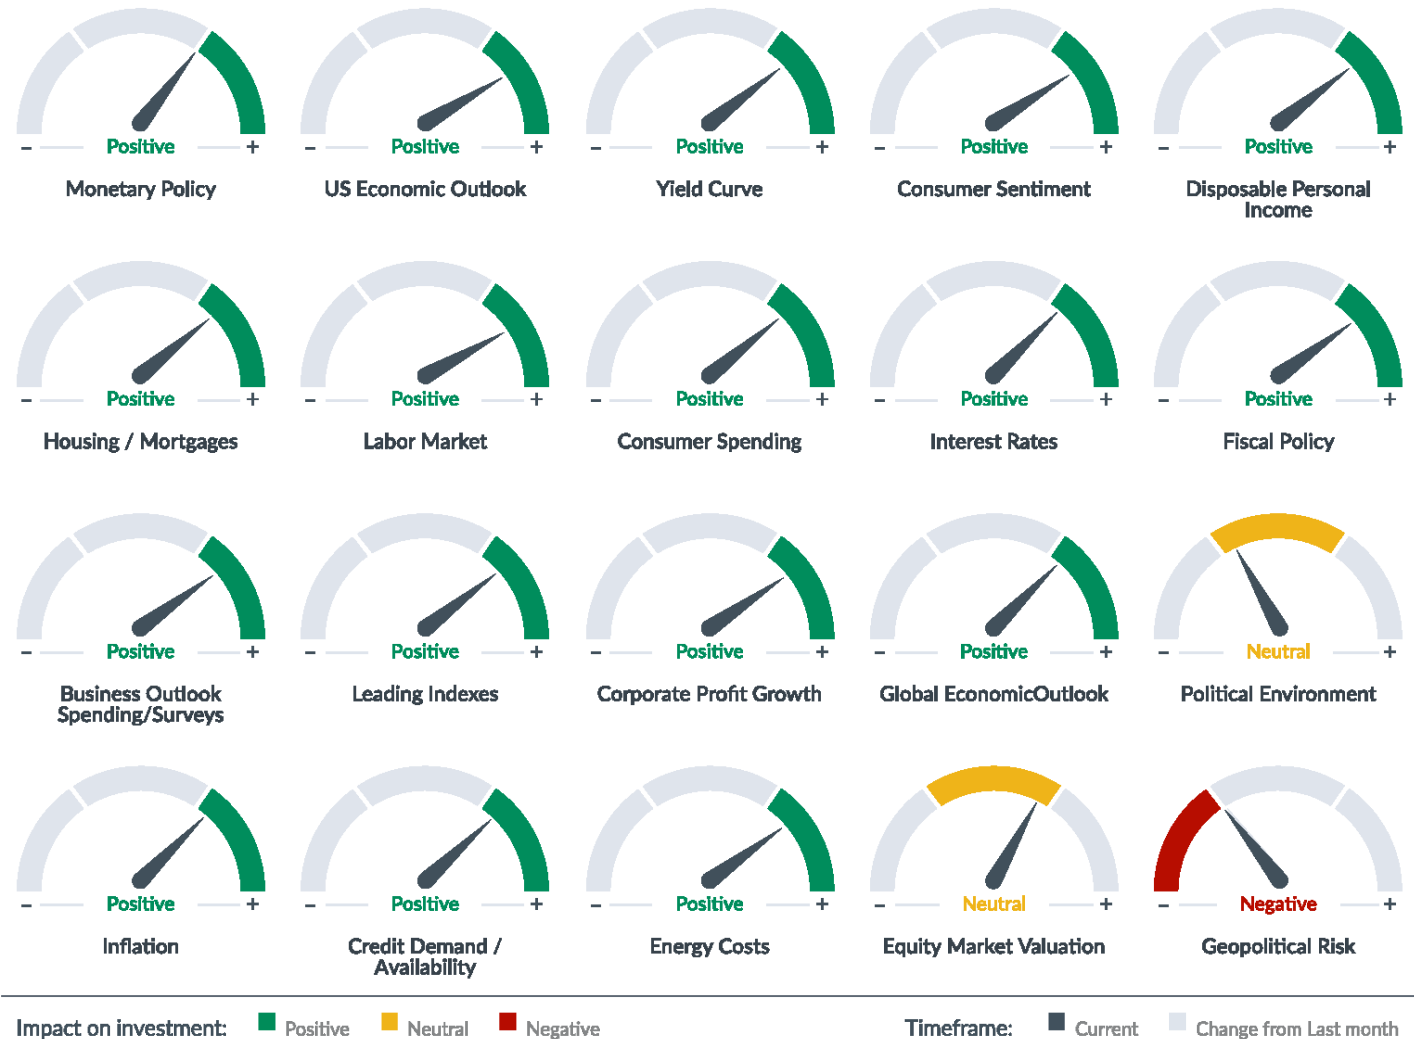 - Positive +
- Positive +
- Positive +
- Positive +
- Positive +
Monetary Policy
US Economic Outlook
Yield Curve
Consumer Sentiment
Disposable Personal
Income
- Positive +
- Positive +
- Positive +
- Positive +
- Positive +
Housing / Mortgages
Labor Market
Consumer Spending
Interest Rates
Fiscal Policy
- Positive +
- Positive +
- Positive +
- Positive +
- Neutral +
Business Outlook
Spending/Surveys
Leading Indexes
Corporate Profit Growth
Global EconomicOutlook
Political Environment
- Positive +
- Positive +
- Positive +
- Neutral +
- Negative +
Inflation
Credit Demand /
Availability
Energy Costs
Equity Market Valuation
Geopolitical Risk
Impact on investment: Positive Neutral Negative
Timeframe: Current Change from Last month